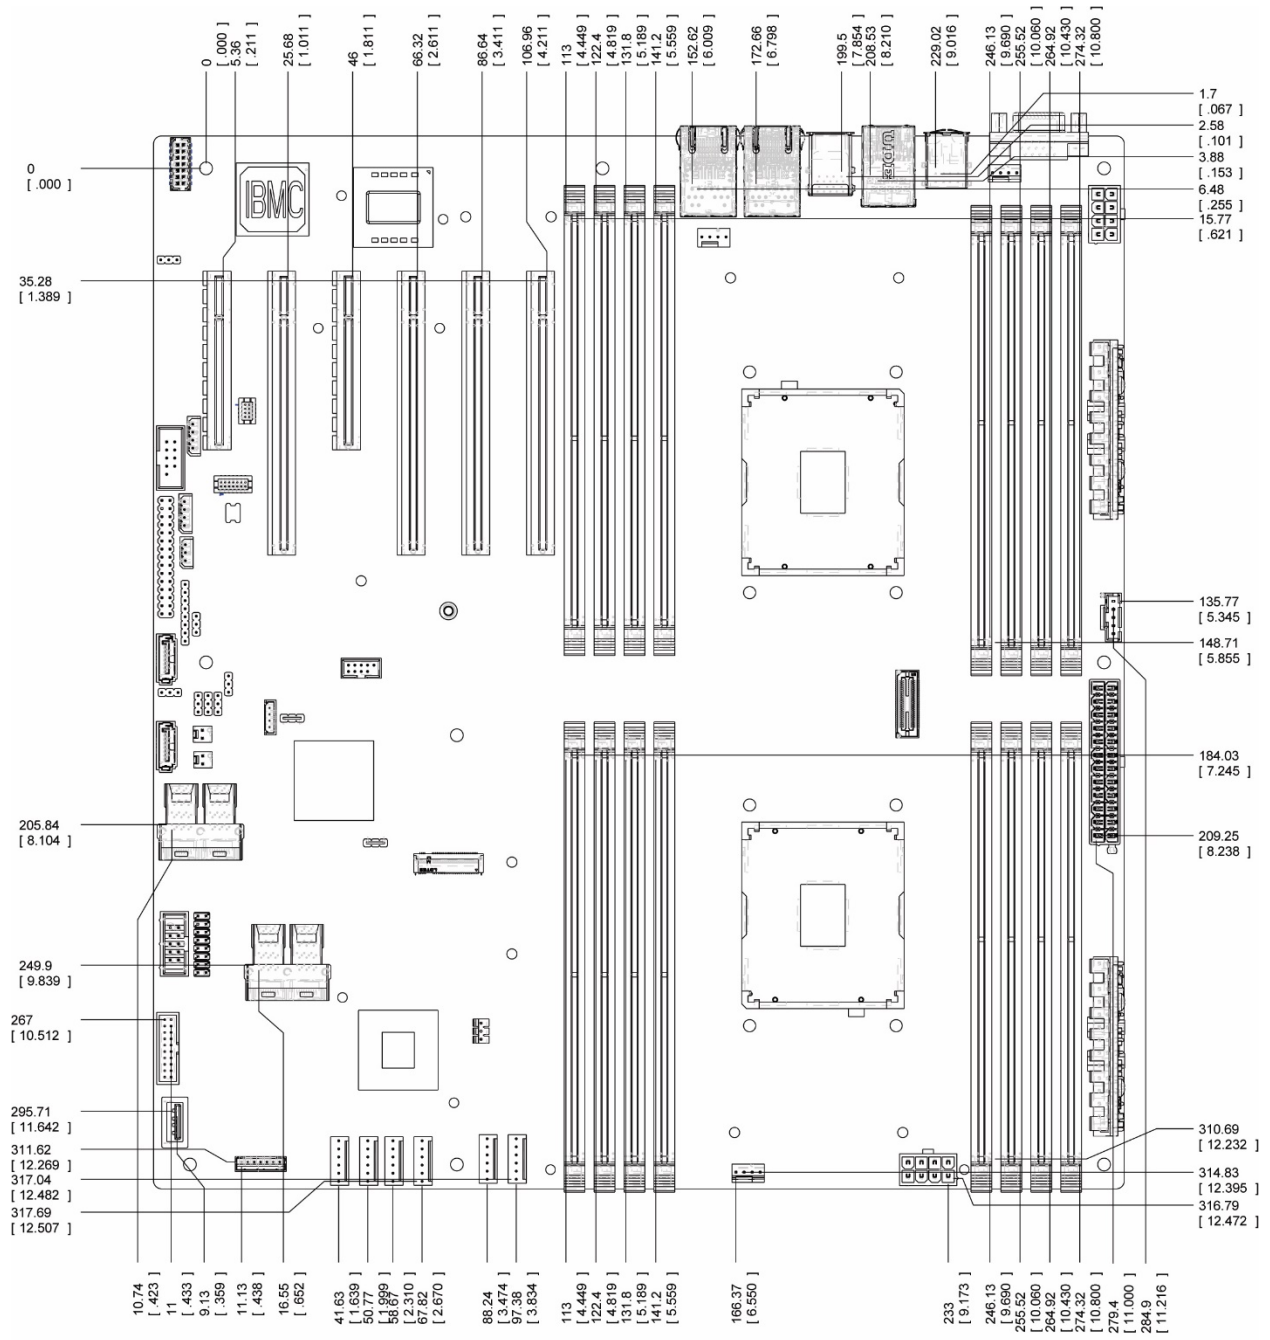 0
[ .000 ]
5.36
[ .211 ]
25.68
[ 1.011 ]
46
[ 1.811 ]
66.32
[ 2.611 ]
86.64
[ 3.411 ]
106.96
[ 4.211 ]
113
[ 4.449 ]
122.4
[ 4.819 ]
131.8
[ 5.189 ]
141.2
[ 5.559 ]
152.62
[ 6.009 ]
172.66
[ 6.798 ]
199.5
[ 7.854 ]
208.53
[ 8.210 ]
229.02
[ 9.016 ]
246.13
[ 9.690 ]
255.52
[ 10.060 ]
264.92
[ 10.430 ]
274.32
[ 10.800 ]
1.7
[ .067 ]
2.58
[ .101 ]
3.88
[ .153 ]
6.48
[ .255 ]
15.77
[ .621 ]
0
[ .000 ]
IBMC
35.28
[ 1.389 ]
135.77
[ 5.345 ]
148.71
[ 5.855 ]
184.03
[ 7.245 ]
205.84
[ 8.104 ]
209.25
[ 8.238 ]
249.9
[ 9.839 ]
267
[ 10.512 ]
295.71
[ 11.642 ]
311.62
[ 12.269 ]
317.04
[ 12.482 ]
317.69
[ 12.507 ]
310.69
[ 12.232 ]
314.83
[ 12.395 ]
316.79
[ 12.472 ]
10.74
[ .423 ]
11
[ .433 ]
9.13
[ .359 ]
11.13
[ .438 ]
16.55
[ .652 ]
41.63
[ 1.639 ]
50.77
[ 1.999 ]
58.67
[ 2.310 ]
67.82
[ 2.670 ]
88.24
[ 3.474 ]
97.38
[ 3.834 ]
113
[ 4.449 ]
122.4
[ 4.819 ]
131.8
[ 5.189 ]
141.2
[ 5.559 ]
166.37
[ 6.550 ]
233
[ 9.173 ]
246.13
[ 9.690 ]
255.52
[ 10.060 ]
264.92
[ 10.430 ]
274.32
[ 10.800 ]
279.4
[ 11.000 ]
284.9
[ 11.216 ]